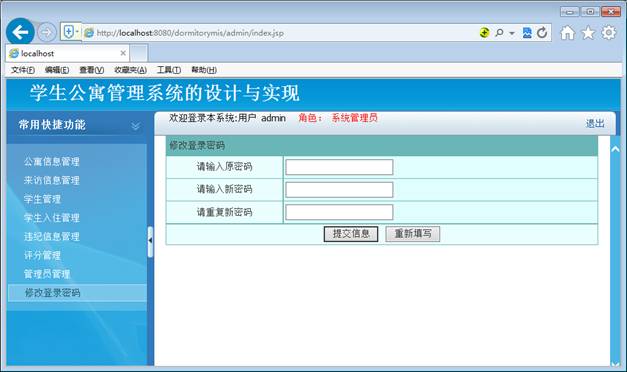 http://localhost:8080/dormitorymis/admin/index.jsp
localhost
文件(F) 编辑(E) 查看(V) 收藏夹(A) 工具(T) 帮助(H)
学生公寓管理系统的设计与实现
常用快捷功能
欢迎登录本系统:用户 admin 角色： 系统管理员
退出
公寓信息管理
来访信息管理
学生管理
学生入住管理
违纪信息管理
评分管理
管理员管理
修改登录密码
修改登录密码
请输入原密码
请输入新密码
请重复新密码
提交信息 重新填写